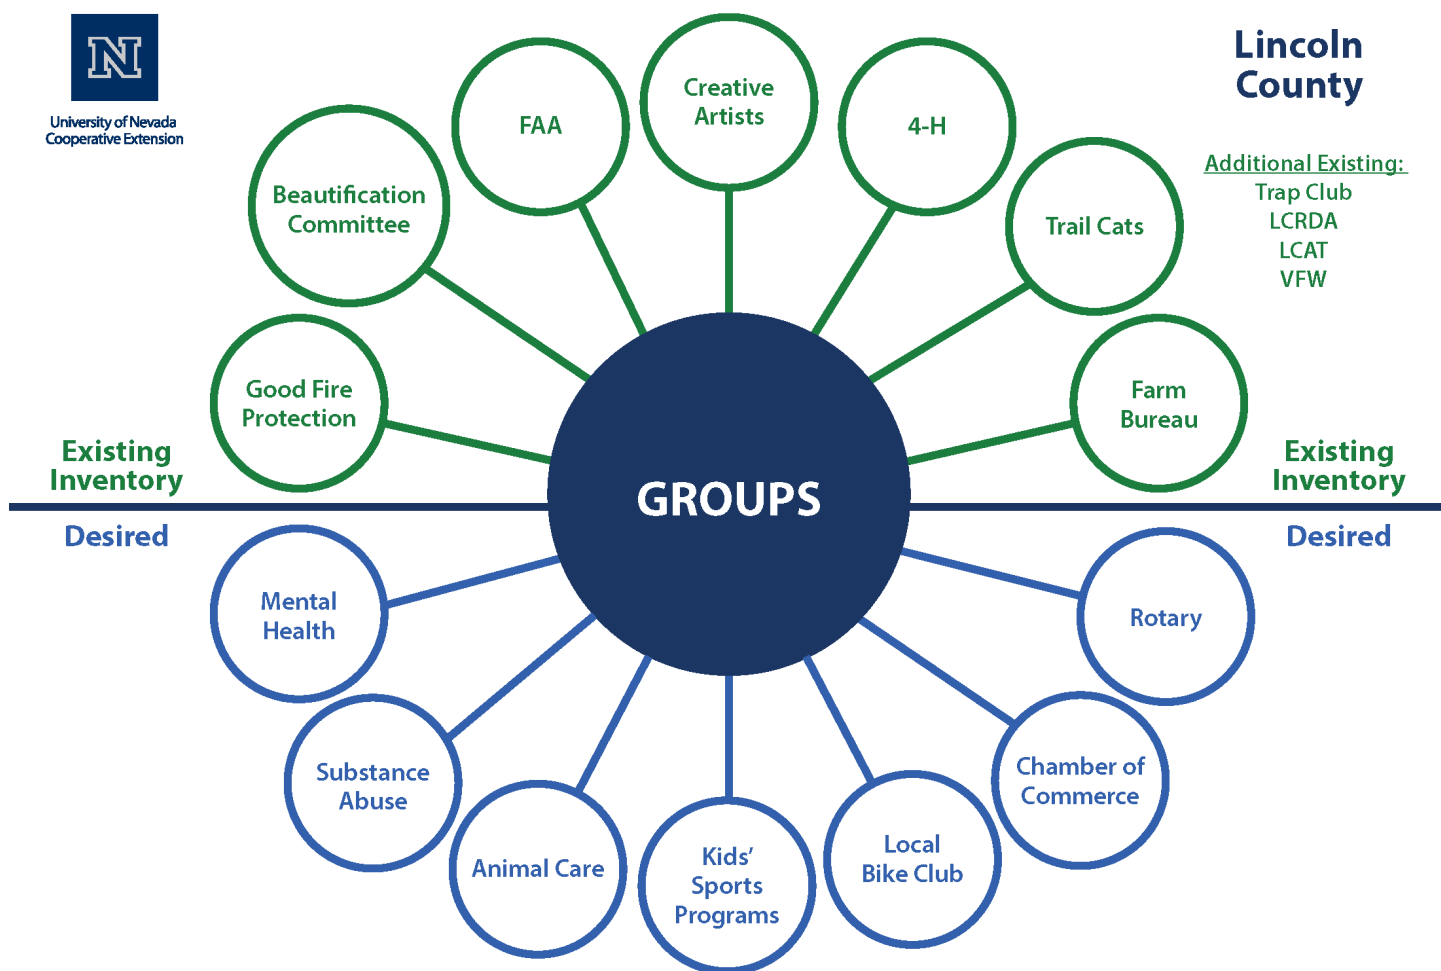 N
University of Nevada
Cooperative Extension
Lincoln
County
Additional Existing:
Trap Club
LCRDA
LCAT
VFW
Good Fire
Protection
Beautification
Committee
FAA
Creative
Artists
4-H
Trail Cats
Farm
Bureau
Existing
Inventory
Existing
Inventory
GROUPS
Desired
Desired
Mental
Health
Substance
Abuse
Animal Care
Kids’
Sports
Programs
Local
Bike Club
Chamber of
Commerce
Rotary